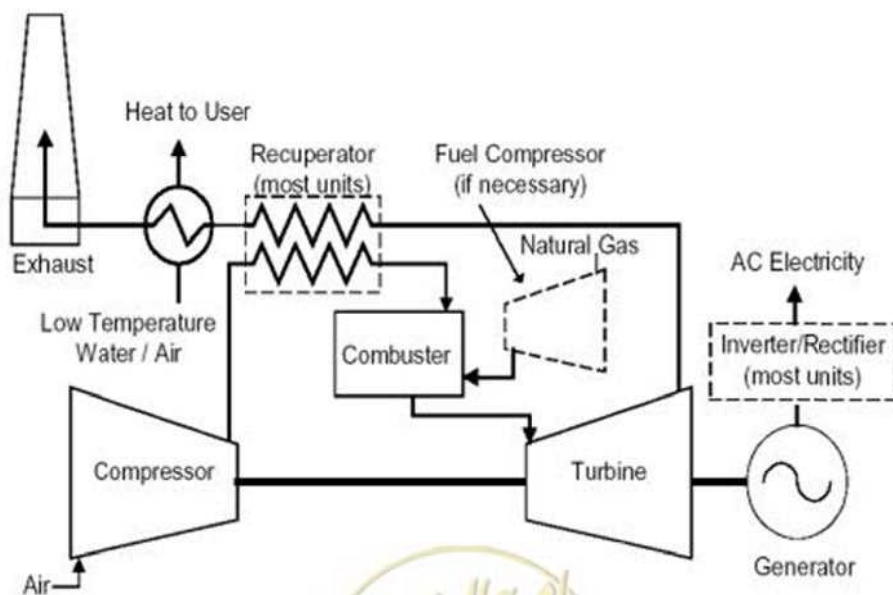 Heat to User
Recuperator
(most units)
Fuel Compressor
(if necessary)
Natural Gas
Exhaust
AC Electricity
Low Temperature
Water / Air
Combuster
Inverter/Rectifier
(most units)
Compressor
Turbine
Generator
Air